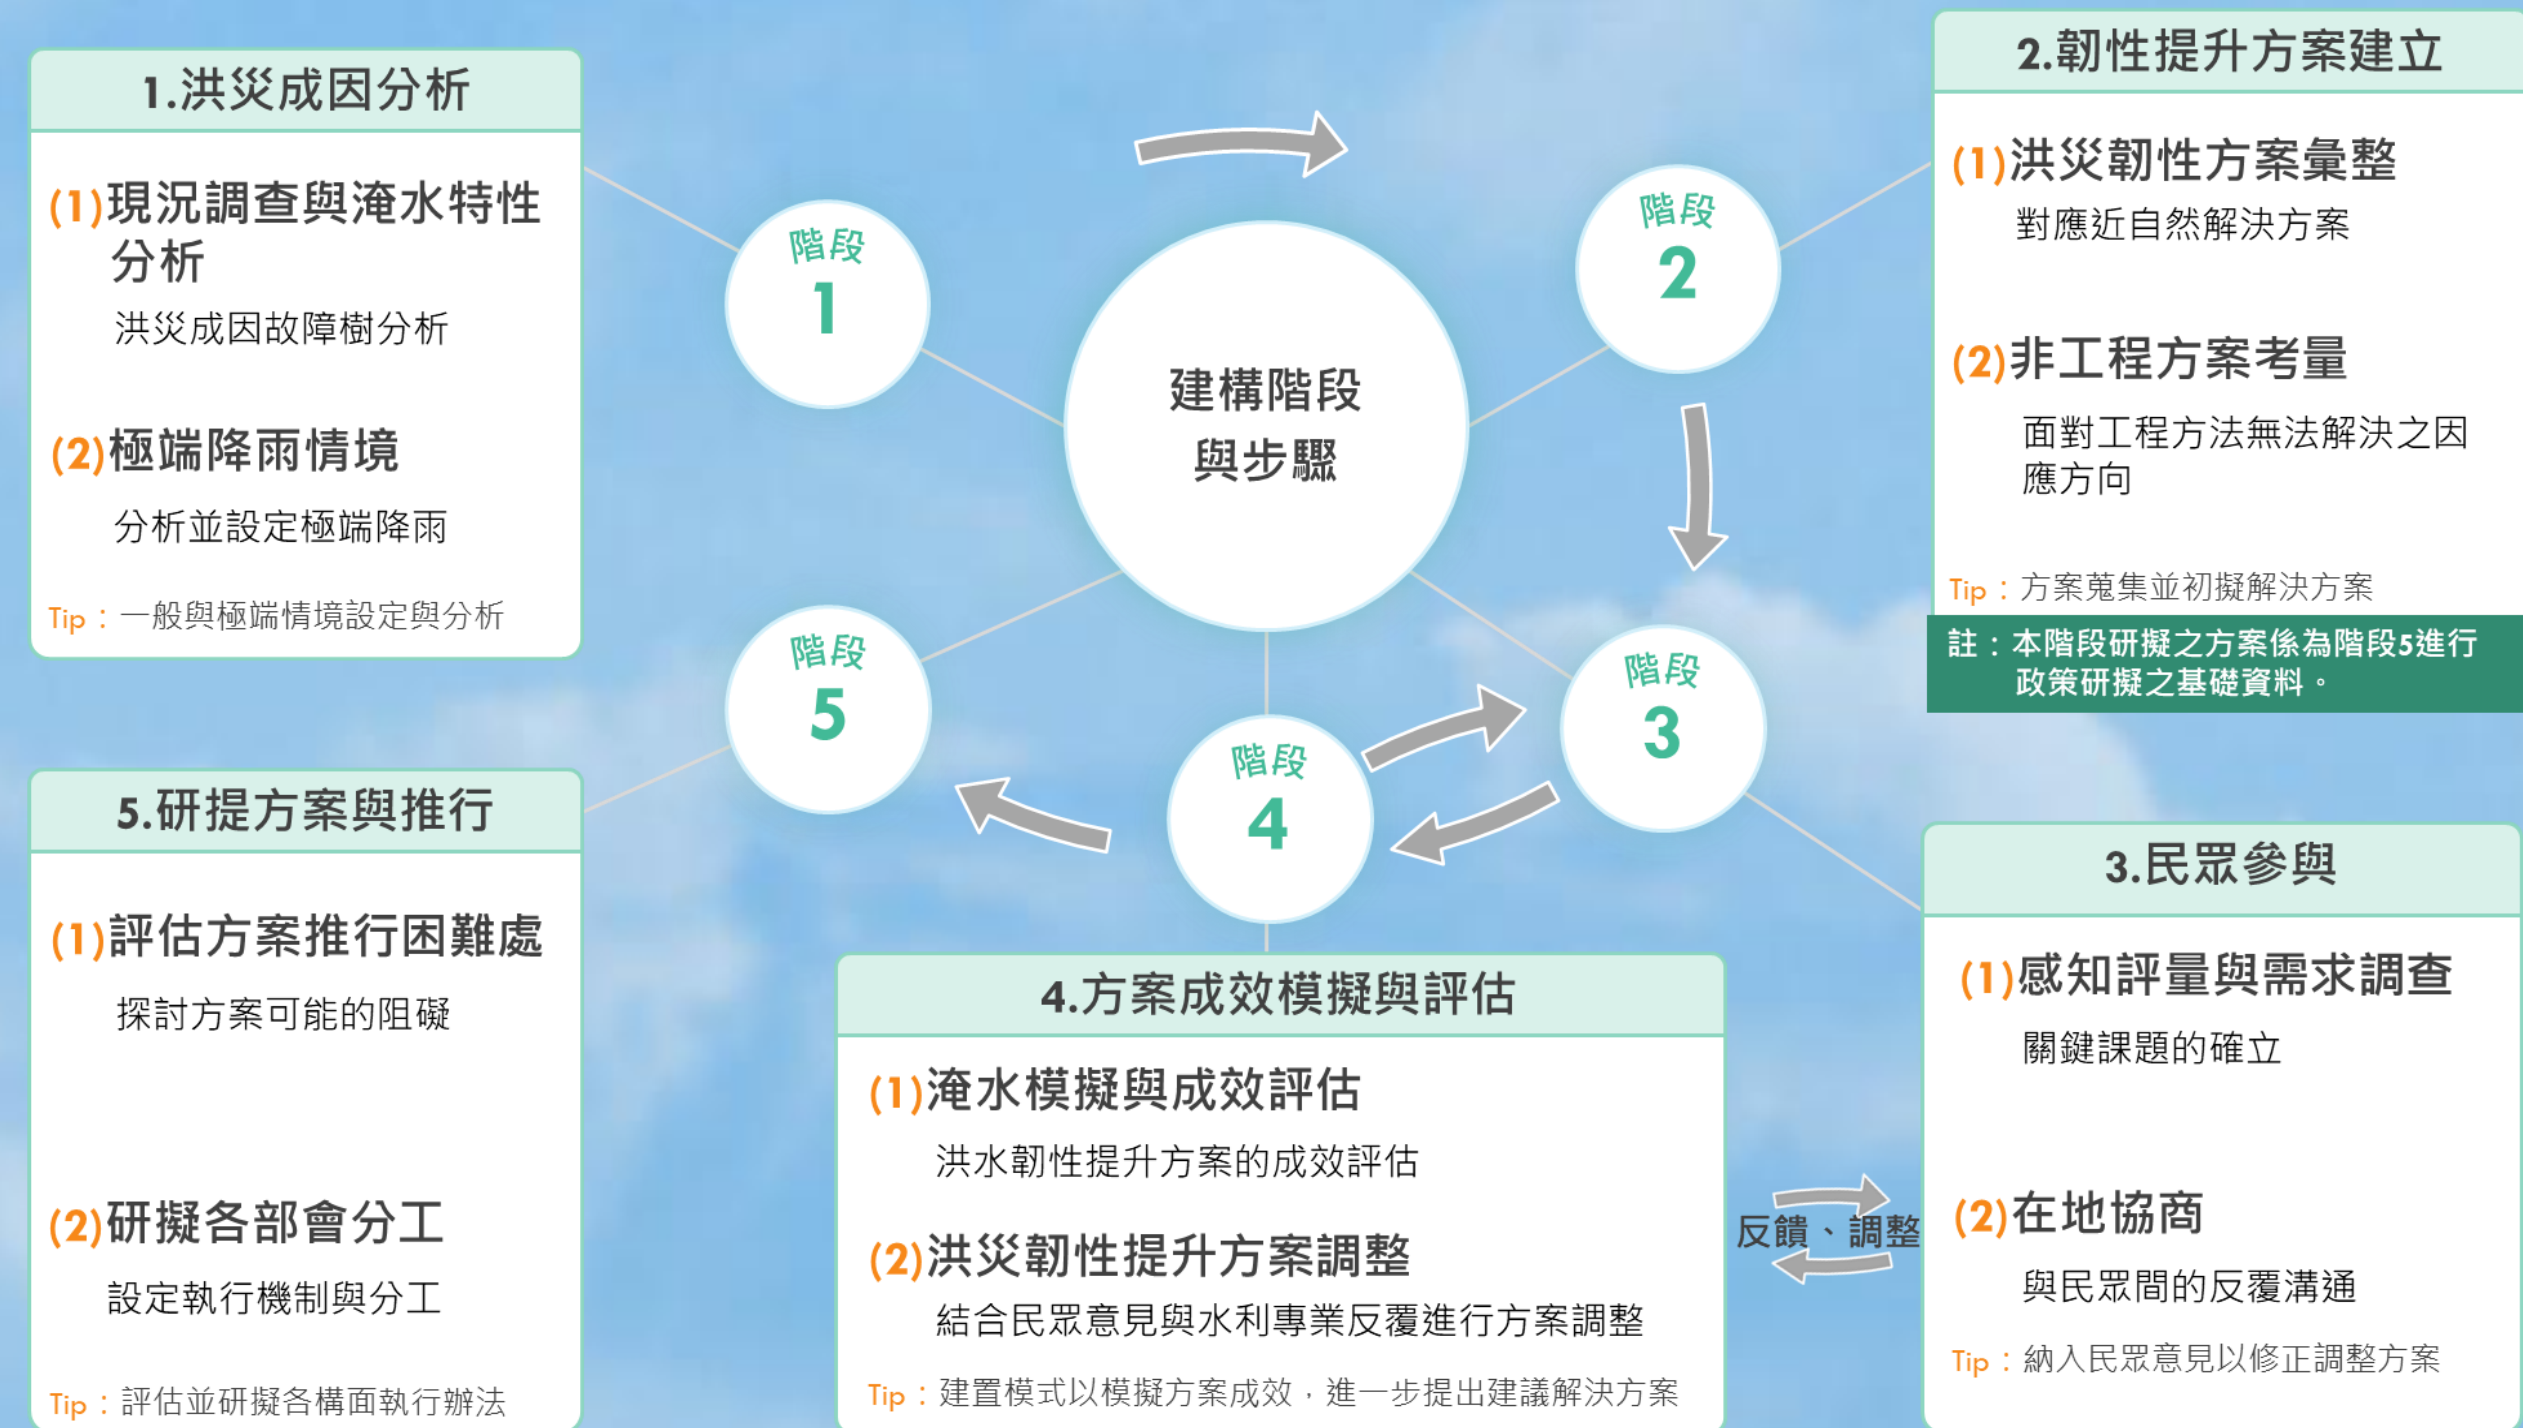 1.洪災成因分析
(1)現況調查與淹水特性
分析
洪災成因故障樹分析
(2)極端降雨情境
分析並設定極端降雨
Tip：一般與極端情境設定與分析
建構階段
與步驟
階段
1
階段
2
階段
3
階段
4
階段
5
2.韌性提升方案建立
(1)洪災韌性方案彙整
對應近自然解決方案
(2)非工程方案考量
面對工程方法無法解決之因
應方向
Tip：方案蒐集並初擬解決方案
註：本階段研擬之方案係為階段5進行
政策研擬之基礎資料。
3.民眾參與
(1)感知評量與需求調查
關鍵課題的確立
(2)在地協商
與民眾間的反覆溝通
Tip：納入民眾意見以修正調整方案
反饋、調整
4.方案成效模擬與評估
(1)淹水模擬與成效評估
洪水韌性提升方案的成效評估
(2)洪災韌性提升方案調整
結合民眾意見與水利專業反覆進行方案調整
Tip：建置模式以模擬方案成效，進一步提出建議解決方案
5.研提方案與推行
(1)評估方案推行困難處
探討方案可能的阻礙
(2)研擬各部會分工
設定執行機制與分工
Tip：評估並研擬各構面執行辦法